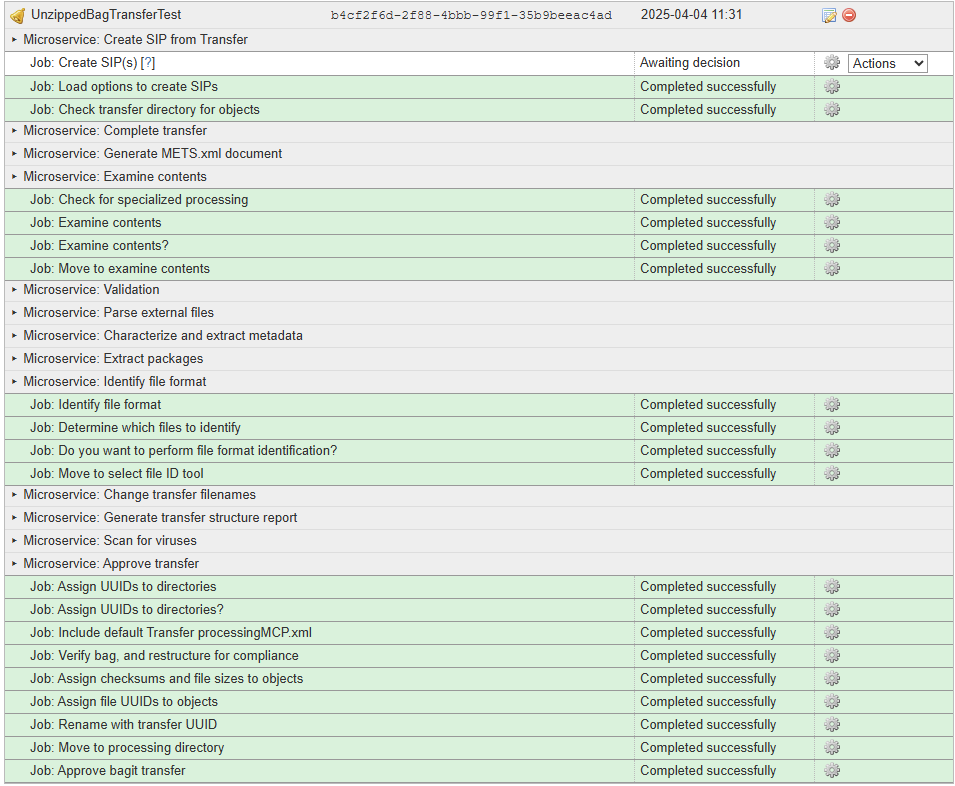 UnzippedBagTransferTest b4cf2f6d-2f88-4bbb-99f1-35b9beeac4ad 2025-04-04 11:31
Microservice: Create SIP from Transfer
Job: Create SIP(s) [?] Awaiting decision Actions
Job: Load options to create SIPs Completed successfully
Job: Check transfer directory for objects Completed successfully
Microservice: Complete transfer
Microservice: Generate METS.xml document
Microservice: Examine contents
Job: Check for specialized processing Completed successfully
Job: Examine contents Completed successfully
Job: Examine contents? Completed successfully
Job: Move to examine contents Completed successfully
Microservice: Validation
Microservice: Parse external files
Microservice: Characterize and extract metadata
Microservice: Extract packages
Microservice: Identify file format
Job: Identify file format Completed successfully
Job: Determine which files to identify Completed successfully
Job: Do you want to perform file format identification? Completed successfully
Job: Move to select file ID tool Completed successfully
Microservice: Change transfer filenames
Microservice: Generate transfer structure report
Microservice: Scan for viruses
Microservice: Approve transfer
Job: Assign UUIDs to directories Completed successfully
Job: Assign UUIDs to directories? Completed successfully
Job: Include default Transfer processingMCP.xml Completed successfully
Job: Verify bag, and restructure for compliance Completed successfully
Job: Assign checksums and file sizes to objects Completed successfully
Job: Assign file UUIDs to objects Completed successfully
Job: Rename with transfer UUID Completed successfully
Job: Move to processing directory Completed successfully
Job: Approve bagit transfer Completed successfully